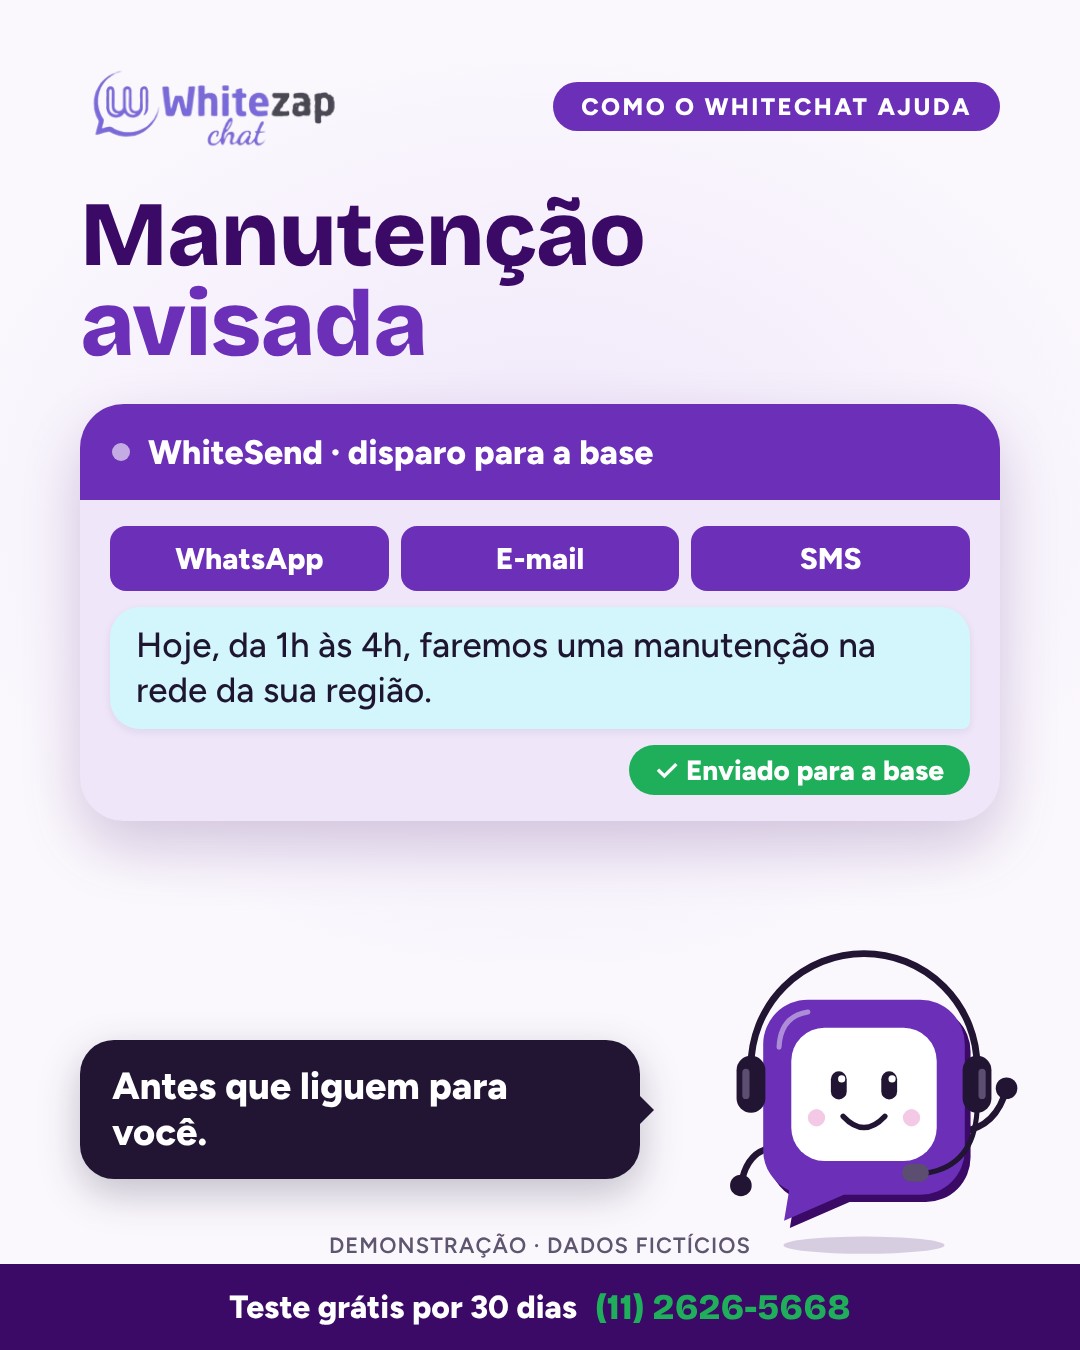 Whitezap
chat
COMO O WHITECHAT AJUDA
Manutenção
avisada
WhiteSend · disparo para a base
WhatsApp
E-mail
SMS
Hoje, da 1h às 4h, faremos uma manutenção na
rede da sua região.
✓ Enviado para a base
Antes que liguem para
você.
DEMONSTRAÇÃO · DADOS FICTÍCIOS
Teste grátis por 30 dias (11) 2626-5668